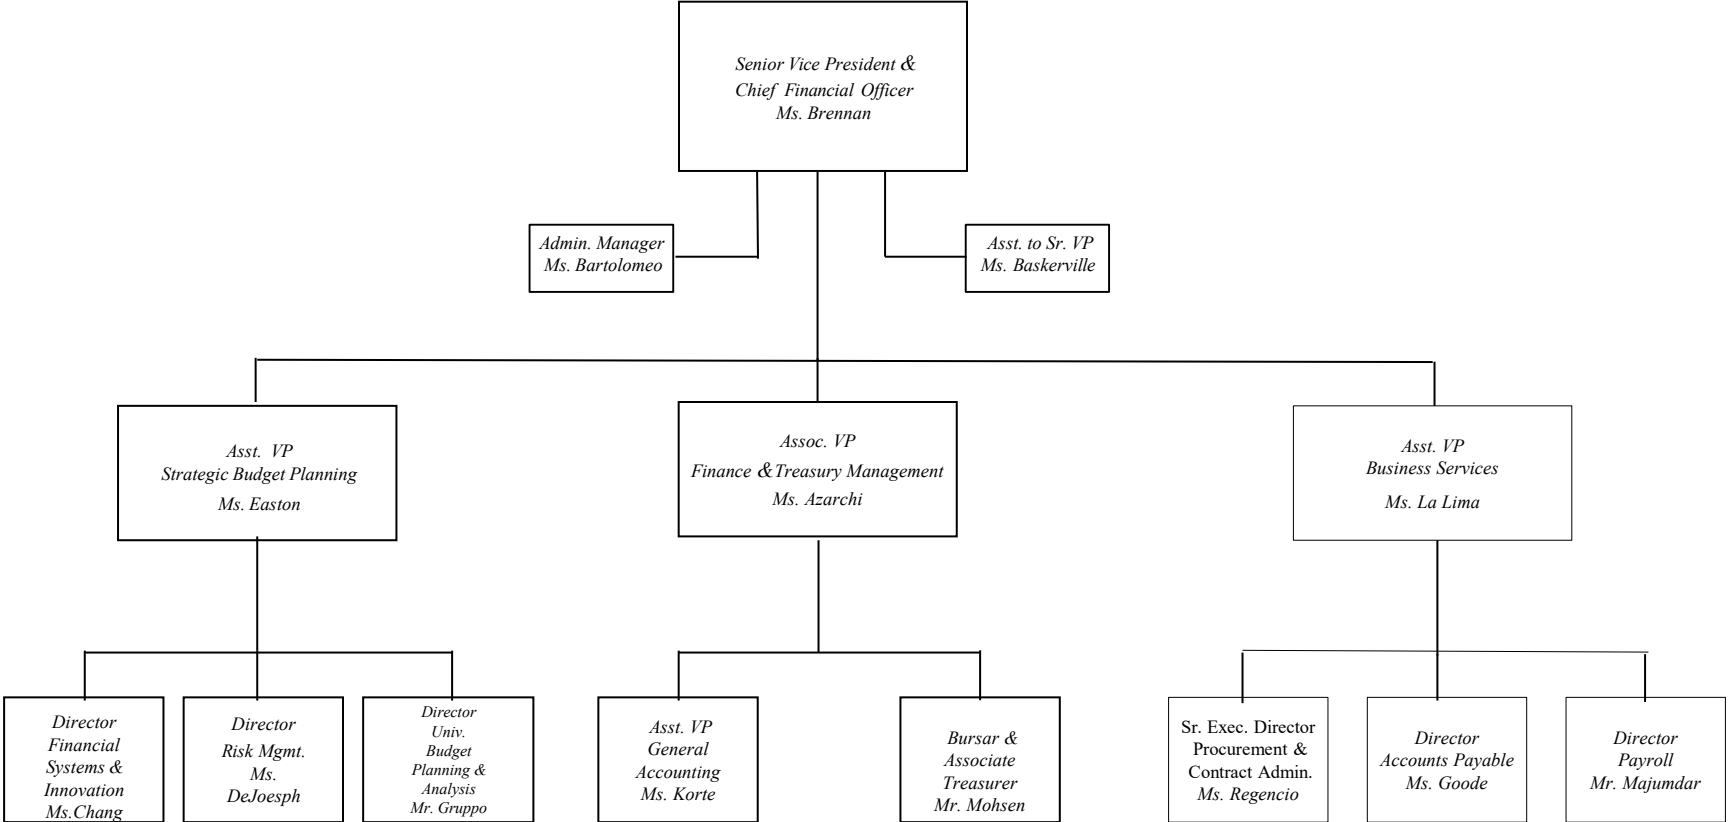 Senior Vice President &
Chief Financial Officer
Ms. Brennan
Admin. Manager
Ms. Bartolomeo
Asst. to Sr. VP
Ms. Baskerville
Asst. VP
Strategic Budget Planning
Ms. Easton
Assoc. VP
Finance & Treasury Management
Ms. Azarchi
Asst. VP
Business Services
Ms. La Lima
Director
Financial
Systems &
Innovation
Ms.Chang
Director
Risk Mgmt.
Ms.
DeJoesph
Director
Univ.
Budget
Planning &
Analysis
Mr. Gruppo
Asst. VP
General
Accounting
Ms. Korte
Bursar &
Associate
Treasurer
Mr. Mohsen
Sr. Exec. Director
Procurement &
Contract Admin.
Ms. Regencio
Director
Accounts Payable
Ms. Goode
Director
Payroll
Mr. Majumdar